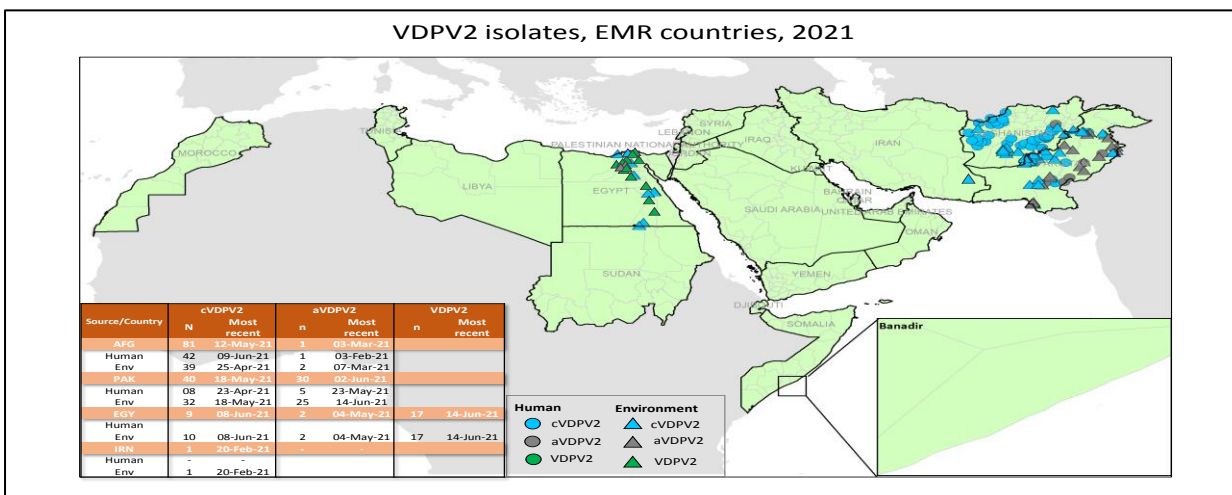 VDPV2 isolates, EMR countries, 2021
MOROCCO
TUNISI
LIBYA
EGYPT
SUDAN
PALESTINIAN NATIONAL AUTHORITY
LEBANON
SYRIA
IRAQ
IRAN
KUWAIT
BAHRAIN
QATAR
SAUDI ARABIA
UNITED ARAB EMIRATES
OMAN
YEMEN
DJIBOUTI
SOMALIA
Source/Country cVDPV2 aVDPV2 VDPV2
N Most recent n Most recent n Most recent
AFG 81 12-May-21 1 03-Mar-21
Human 42 09-Jun-21 1 03-Feb-21
Env 39 25-Apr-21 2 07-Mar-21
PAK 40 18-May-21 30 02-Jun-21
Human 08 23-Apr-21 5 23-May-21
Env 32 18-May-21 25 14-Jun-21
EGY 9 08-Jun-21 2 04-May-21 17 14-Jun-21
Human
Env 10 08-Jun-21 2 04-May-21 17 14-Jun-21
IRN 1 20-Feb-21 - -
Human - -
Env 1 20-Feb-21
Human Environment
cVDPV2 cVDPV2
aVDPV2 aVDPV2
VDPV2 VDPV2
Banadir